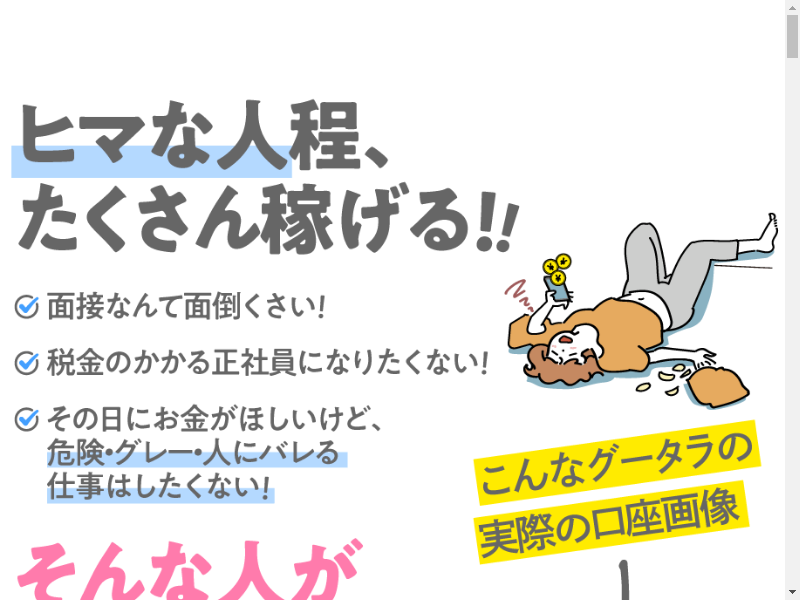 ヒマな人程、
たくさん稼げる!!
面接なんて面倒くさい!
税金のかかる正社員になりたくない!
その日にお金がほしいけど、
危険・グレー・人にバレる
仕事はしたくない!
こんなグータラの
実際の口座画像
そんな人が